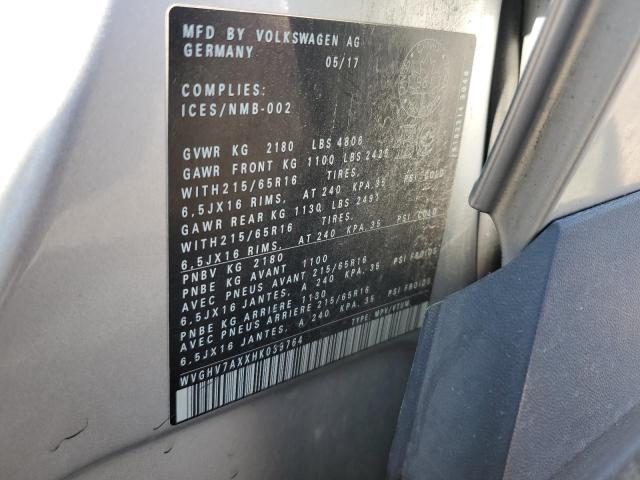 MFD BY VOLKSWAGEN AG
GERMANY 05/17
COMPLIES:
ICES/NMB-002
GVWR KG 2180 LBS 4806
GAWR FRONT KG 1100 LBS 2425
WITH215/65R16 TIRES.
6,5JX16 RIMS. AT 240 KPA.35 PSI COLD
GAWR REAR KG 1130 LBS 2493
WITH215/65R16 TIRES.
6,5JX16 RIMS. AT 240 KPA.35 PSI COLD
PNBV KG 2180
PNBE KG AVANT 1100
AVEC PNEUS AVANT 215/65R16
6,5JX16 JANTES, A 240 KPA, 35 PSI FROIDS
PNBE KG ARRIERE 1130
AVEC PNEUS ARRIERE 215/65R16
6,5JX16 JANTES, A 240 KPA, 35 PSI FROIDS
TYPE MPV/VTUM